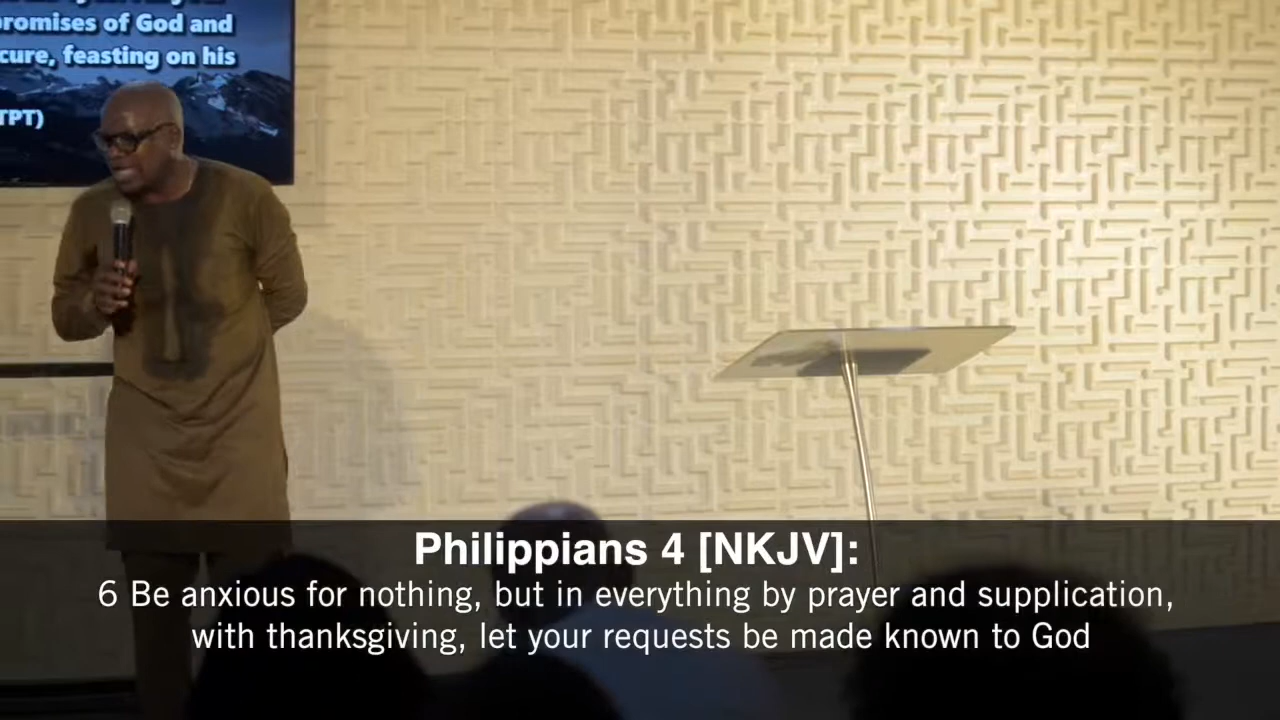 promises of God and
cure, feasting on his
TPT)
Philippians 4 [NKJV]:
6 Be anxious for nothing, but in everything by prayer and supplication,
with thanksgiving, let your requests be made known to God